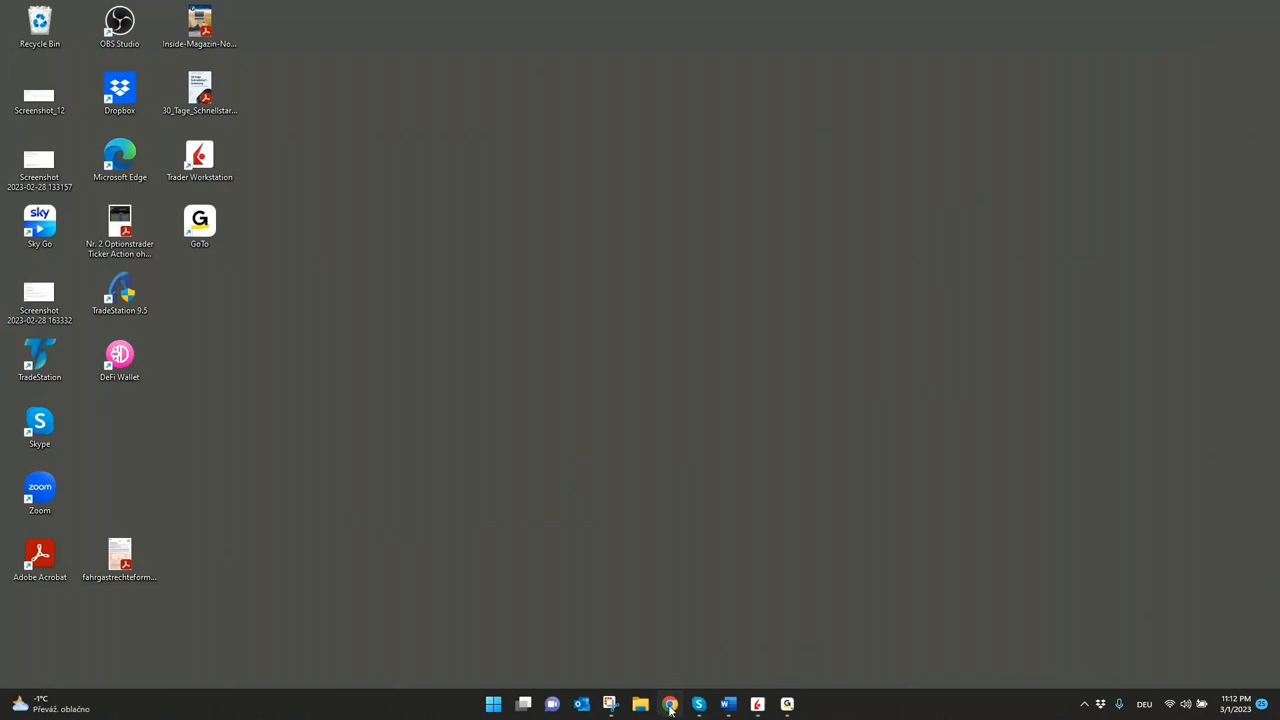 Recycle Bin
OBS Studio
Inside-Magazin-No...
Screenshot_12
Dropbox
30_Tage_Schnellstar...
Screenshot
2023-02-28 133157
Microsoft Edge
Trader Workstation
sky
Sky Go
Nr. 2 Optionstrader
Ticker Action oh...
G
GoTo
Screenshot
2023-02-28 163332
TradeStation 9.5
TradeStation
DeFi Wallet
S
Skype
zoom
Zoom
Adobe Acrobat
fahrgastrechteform...
-1°C
Převáž. oblačno
DEU
11:12 PM
3/1/2023
25